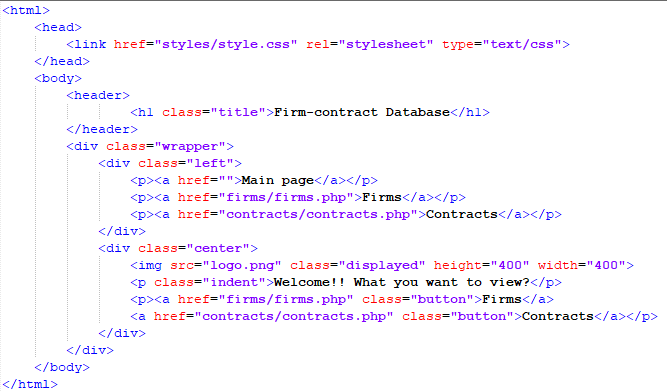 <html>
<head>
<link href="styles/style.css" rel="stylesheet" type="text/css">
</head>
<body>
<header>
<h1 class="title">Firm-contract Database</h1>
</header>
<div class="wrapper">
<div class="left">
<p><a href="">Main page</a></p>
<p><a href="firms/firms.php">Firms</a></p>
<p><a href="contracts/contracts.php">Contracts</a></p>
</div>
<div class="center">
<img src="logo.png" class="displayed" height="400" width="400">
<p class="indent">Welcome!! What you want to view?</p>
<p><a href="firms/firms.php" class="button">Firms</a>
<a href="contracts/contracts.php" class="button">Contracts</a></p>
</div>
</div>
</body>
</html>